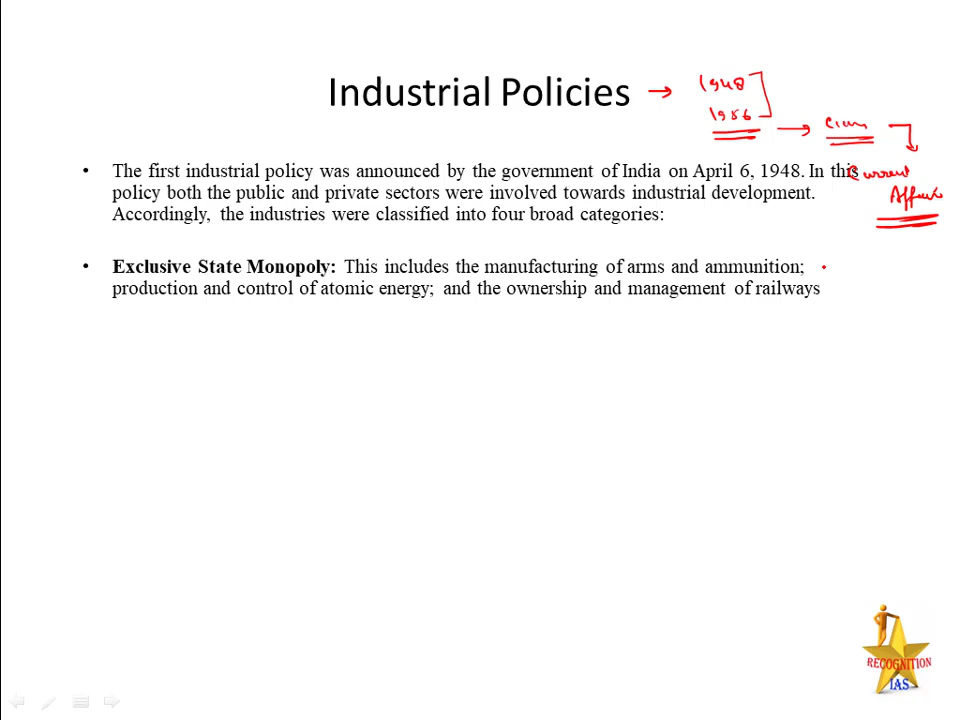 Industrial Policies → 1948
1956
Current
Affairs
• The first industrial policy was announced by the government of India on April 6, 1948. In this
policy both the public and private sectors were involved towards industrial development.
Accordingly, the industries were classified into four broad categories:
• Exclusive State Monopoly: This includes the manufacturing of arms and ammunition;
production and control of atomic energy; and the ownership and management of railways
RECOGNITION
IAS